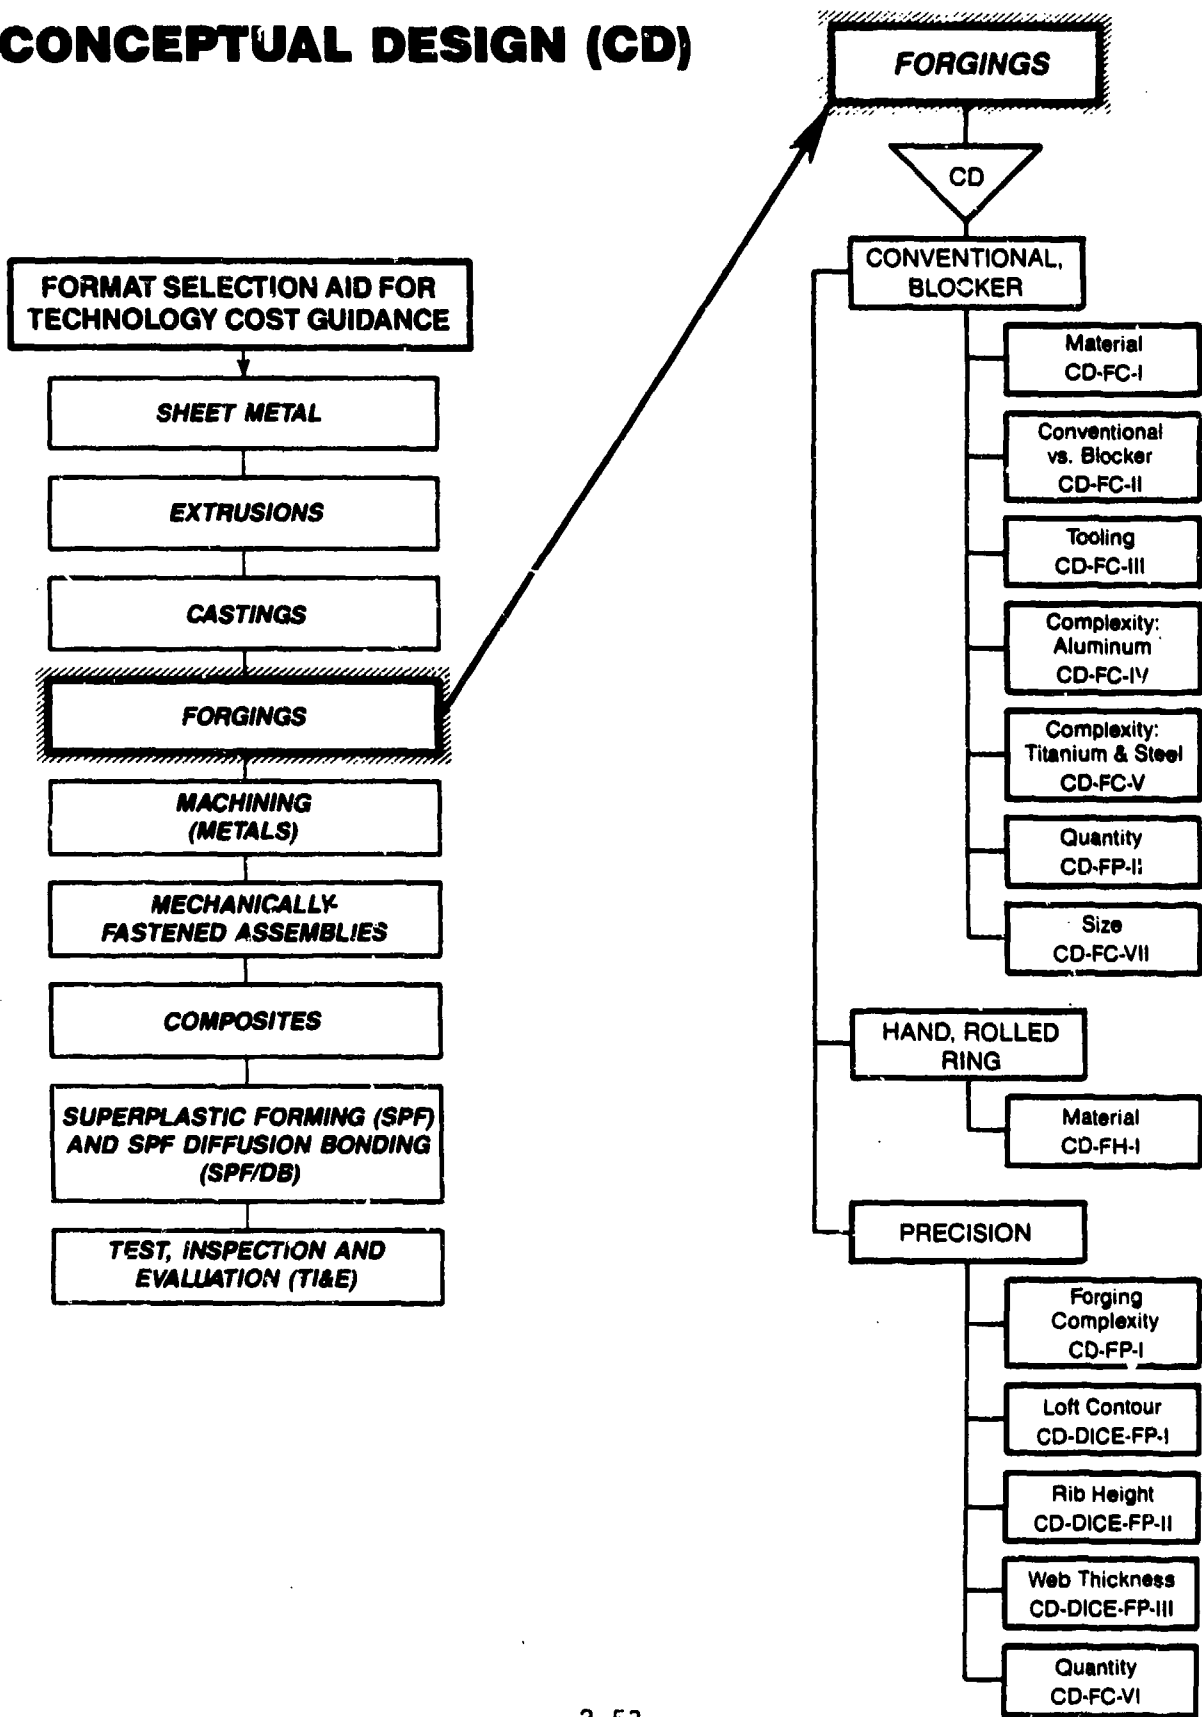 CONCEPTUAL DESIGN (CD)
FORMAT SELECTION AID FOR
TECHNOLOGY COST GUIDANCE
SHEET METAL
EXTRUSIONS
CASTINGS
FORGINGS
MACHINING
(METALS)
MECHANICALLY-
FASTENED ASSEMBLIES
COMPOSITES
SUPERPLASTIC FORMING (SPF)
AND SPF DIFFUSION BONDING
(SPF/DB)
TEST, INSPECTION AND
EVALUATION (TI&E)
FORGINGS
CD
CONVENTIONAL,
BLOCKER
Material
CD-FC-I
Conventional
vs. Blocker
CD-FC-II
Tooling
CD-FC-III
Complexity:
Aluminum
CD-FC-IV
Complexity:
Titanium & Steel
CD-FC-V
Quantity
CD-FP-II
Size
CD-FC-VII
HAND, ROLLED
RING
Material
CD-FH-I
PRECISION
Forging
Complexity
CD-FP-I
Loft Contour
CD-DICE-FP-I
Rib Height
CD-DICE-FP-II
Web Thickness
CD-DICE-FP-III
Quantity
CD-FC-VI